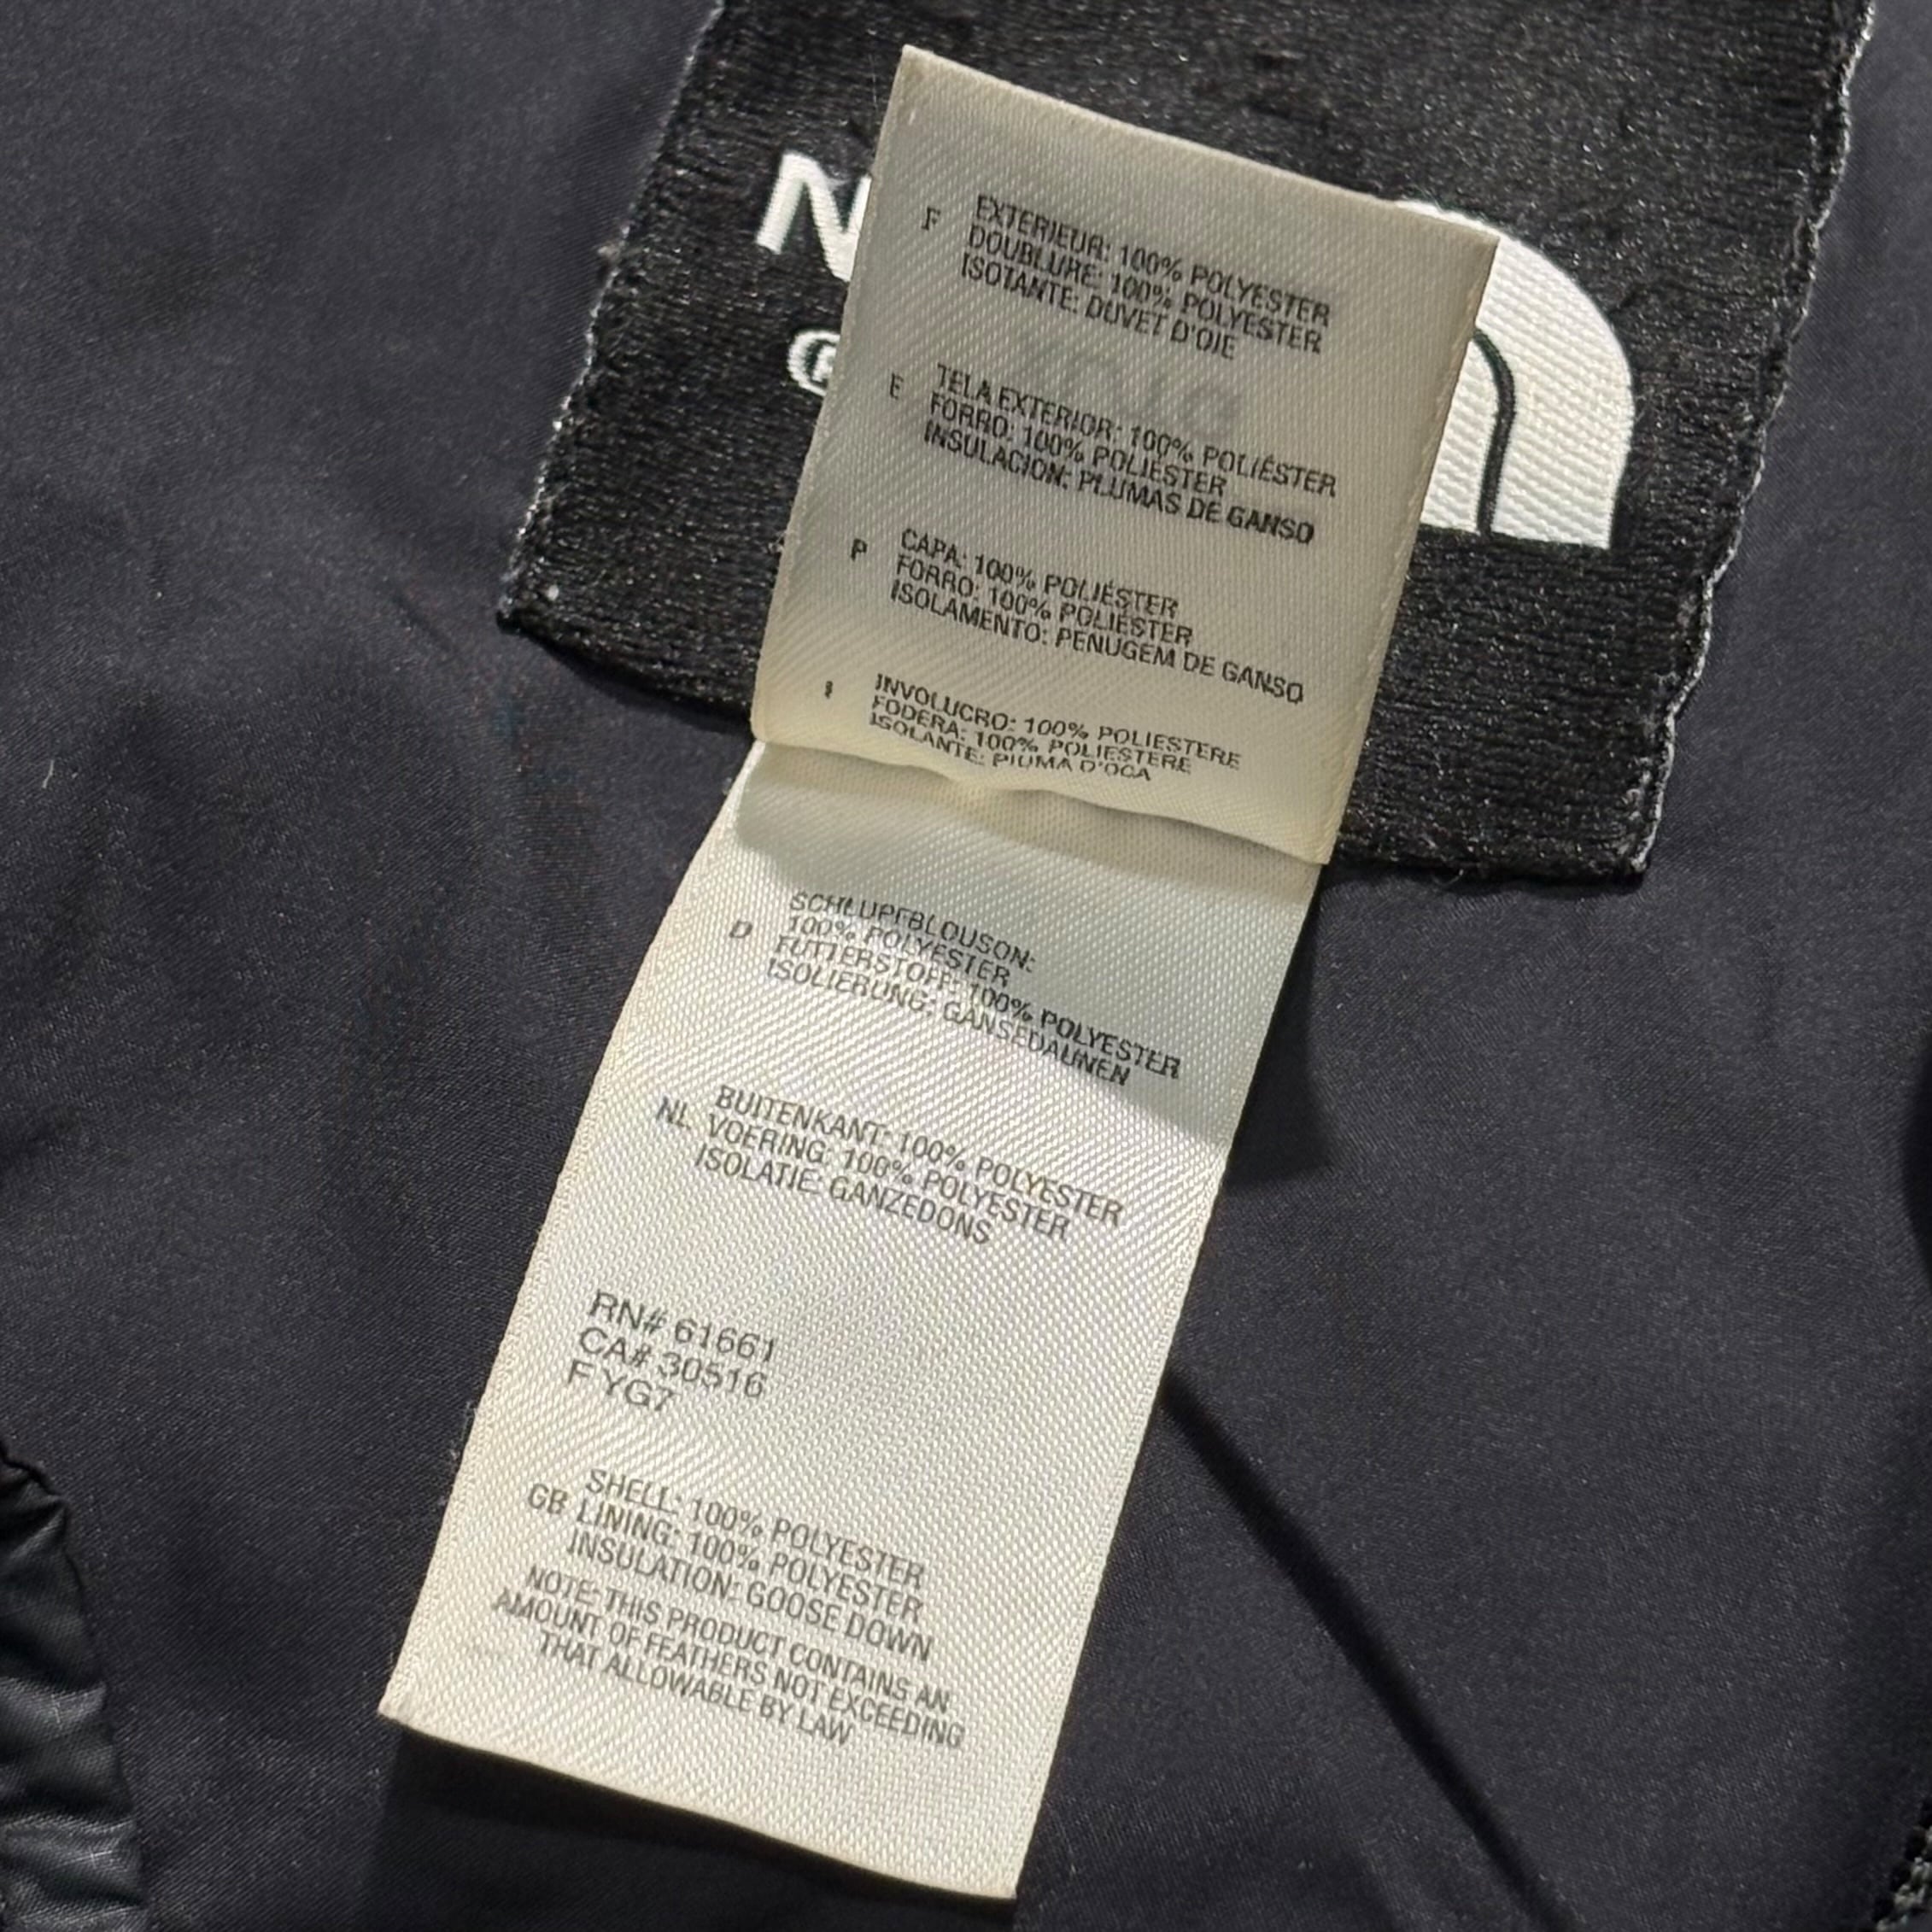 F EXTERIEUR: 100% POLYESTER
DOUBLURE: 100% POLYESTER
ISOTANTE: DUVET D'OIE
E TELA EXTERIOR: 100% POLIÉSTER
FORRO: 100% POLIÉSTER
INSULACION: PLUMAS DE GANSO
P CAPA: 100% POLIÉSTER
FORRO: 100% POLIÉSTER
ISOLAMENTO: PENUGEM DE GANSO
I INVOLUCRO: 100% POLIESTERE
FODERA: 100% POLIESTERE
ISOLANTE: PIUMA D'OCA
SCHLUPFBLOUSON:
D 100% POLYESTER
FUTTERSTOFF: 100% POLYESTER
ISOLIERUNG: GANSEDAUNEN
BUITENKANT: 100% POLYESTER
NL VOERING: 100% POLYESTER
ISOLATIE: GANZEDONS
RN# 61661
CA# 30516
F YG7
SHELL: 100% POLYESTER
GB LINING: 100% POLYESTER
INSULATION: GOOSE DOWN
NOTE: THIS PRODUCT CONTAINS AN
AMOUNT OF FEATHERS NOT EXCEEDING
THAT ALLOWABLE BY LAW